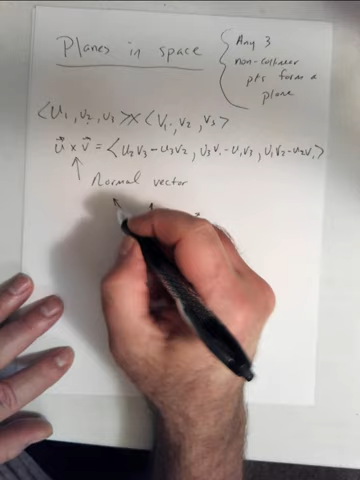 Planes in space
Any 3
non-collinear
pts form a
plane
<u₁, u₂, u₃> × <v₁, v₂, v₃>
u⃗ × v⃗ = <u₂v₃ - u₃v₂, u₃v₁ - u₁v₃, u₁v₂ - u₂v₁>
Normal vector